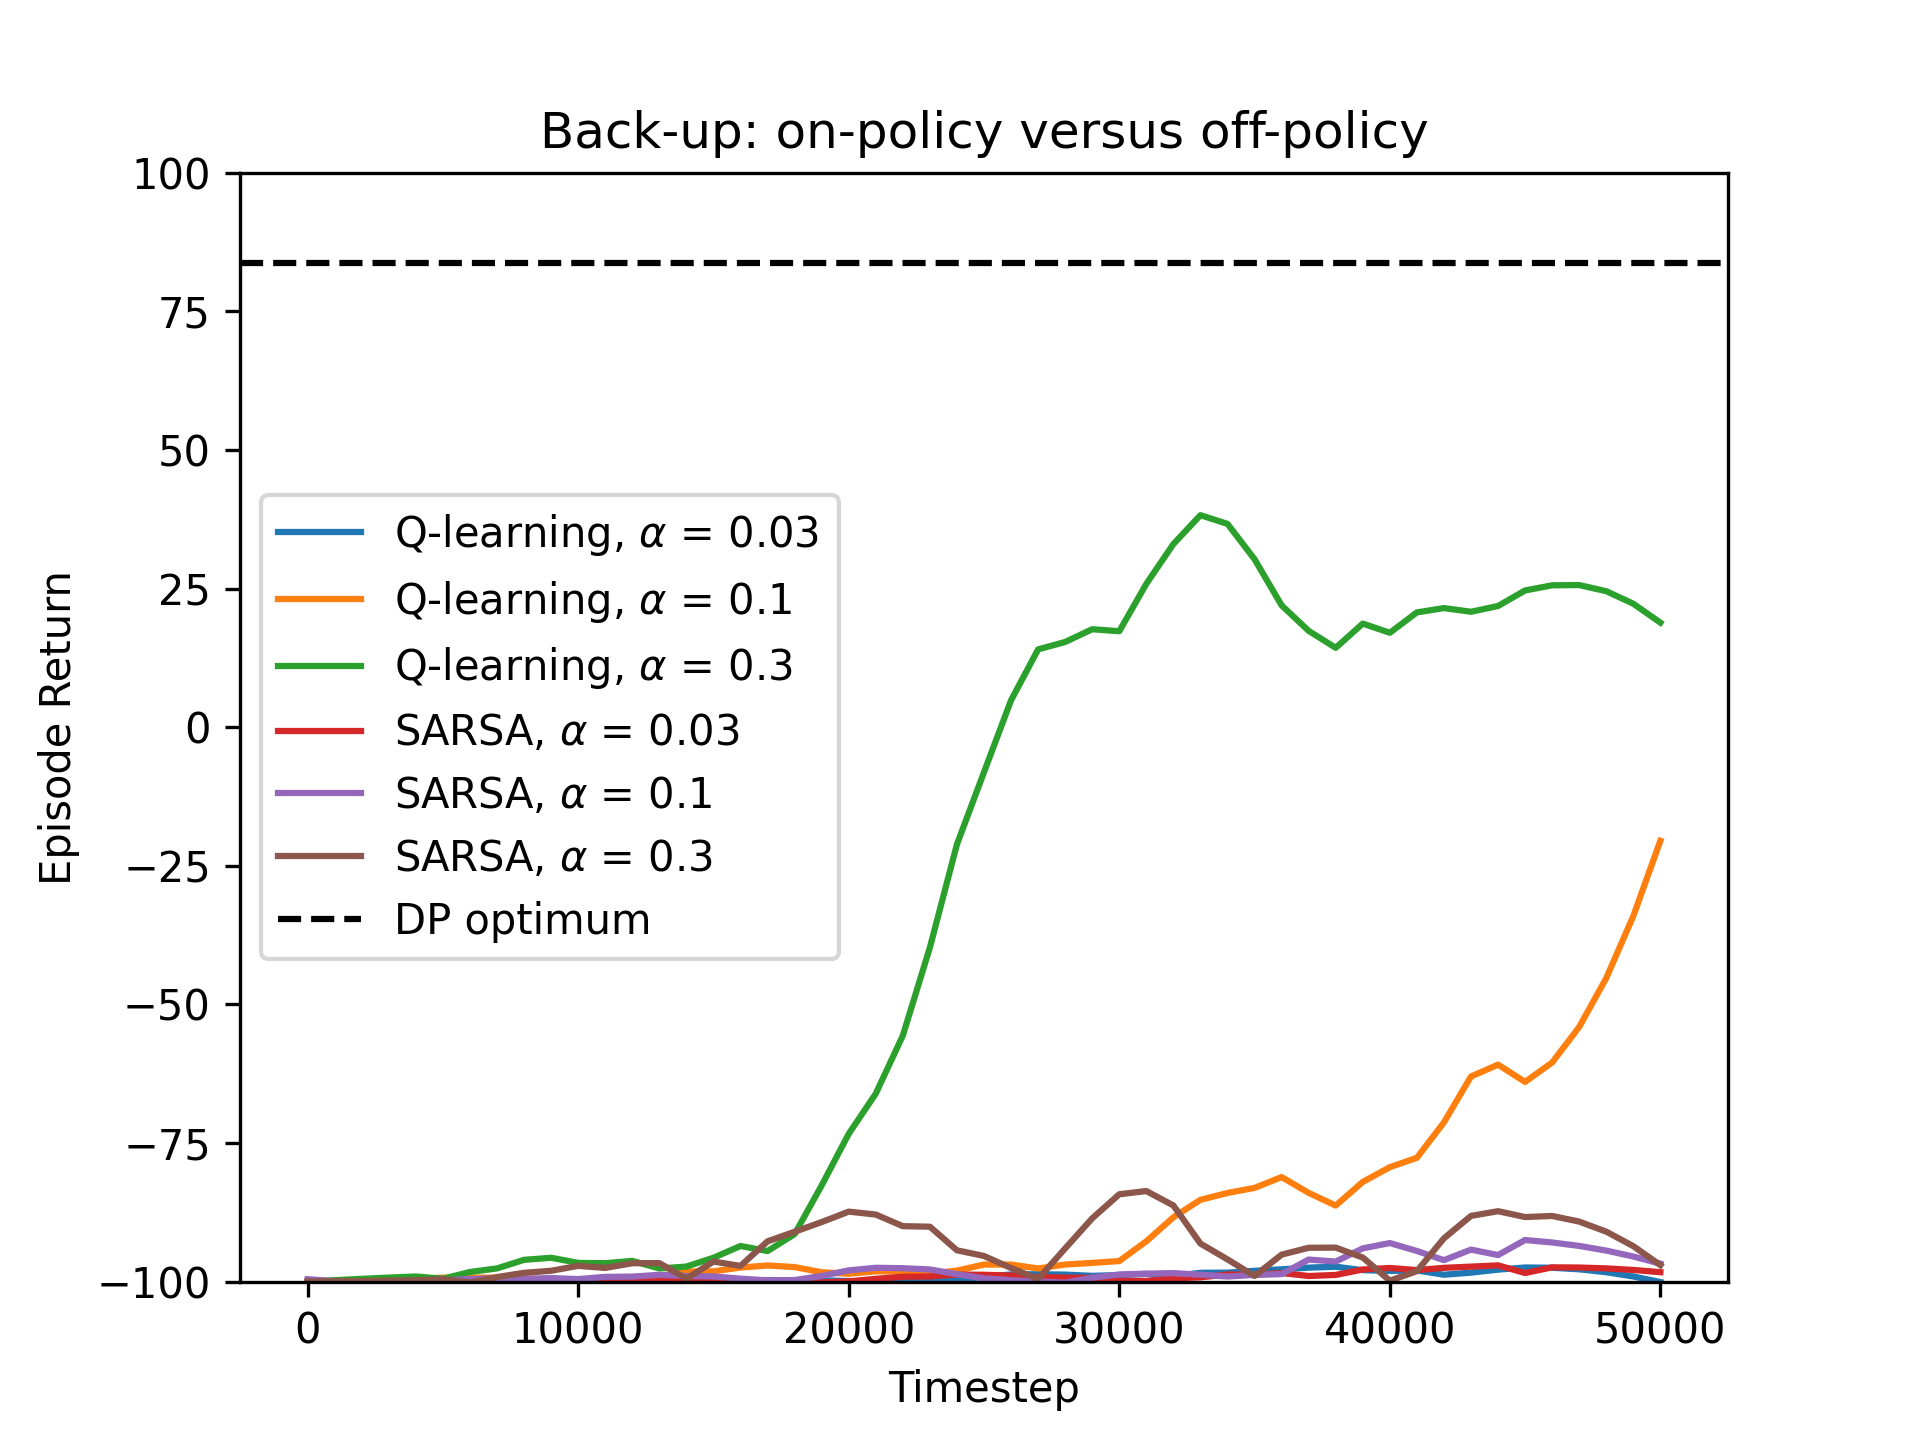 Back-up: on-policy versus off-policy
100
75
50
25
0
−25
−50
−75
−100
Episode Return
Q-learning, α = 0.03
Q-learning, α = 0.1
Q-learning, α = 0.3
SARSA, α = 0.03
SARSA, α = 0.1
SARSA, α = 0.3
DP optimum
0 10000 20000 30000 40000 50000
Timestep